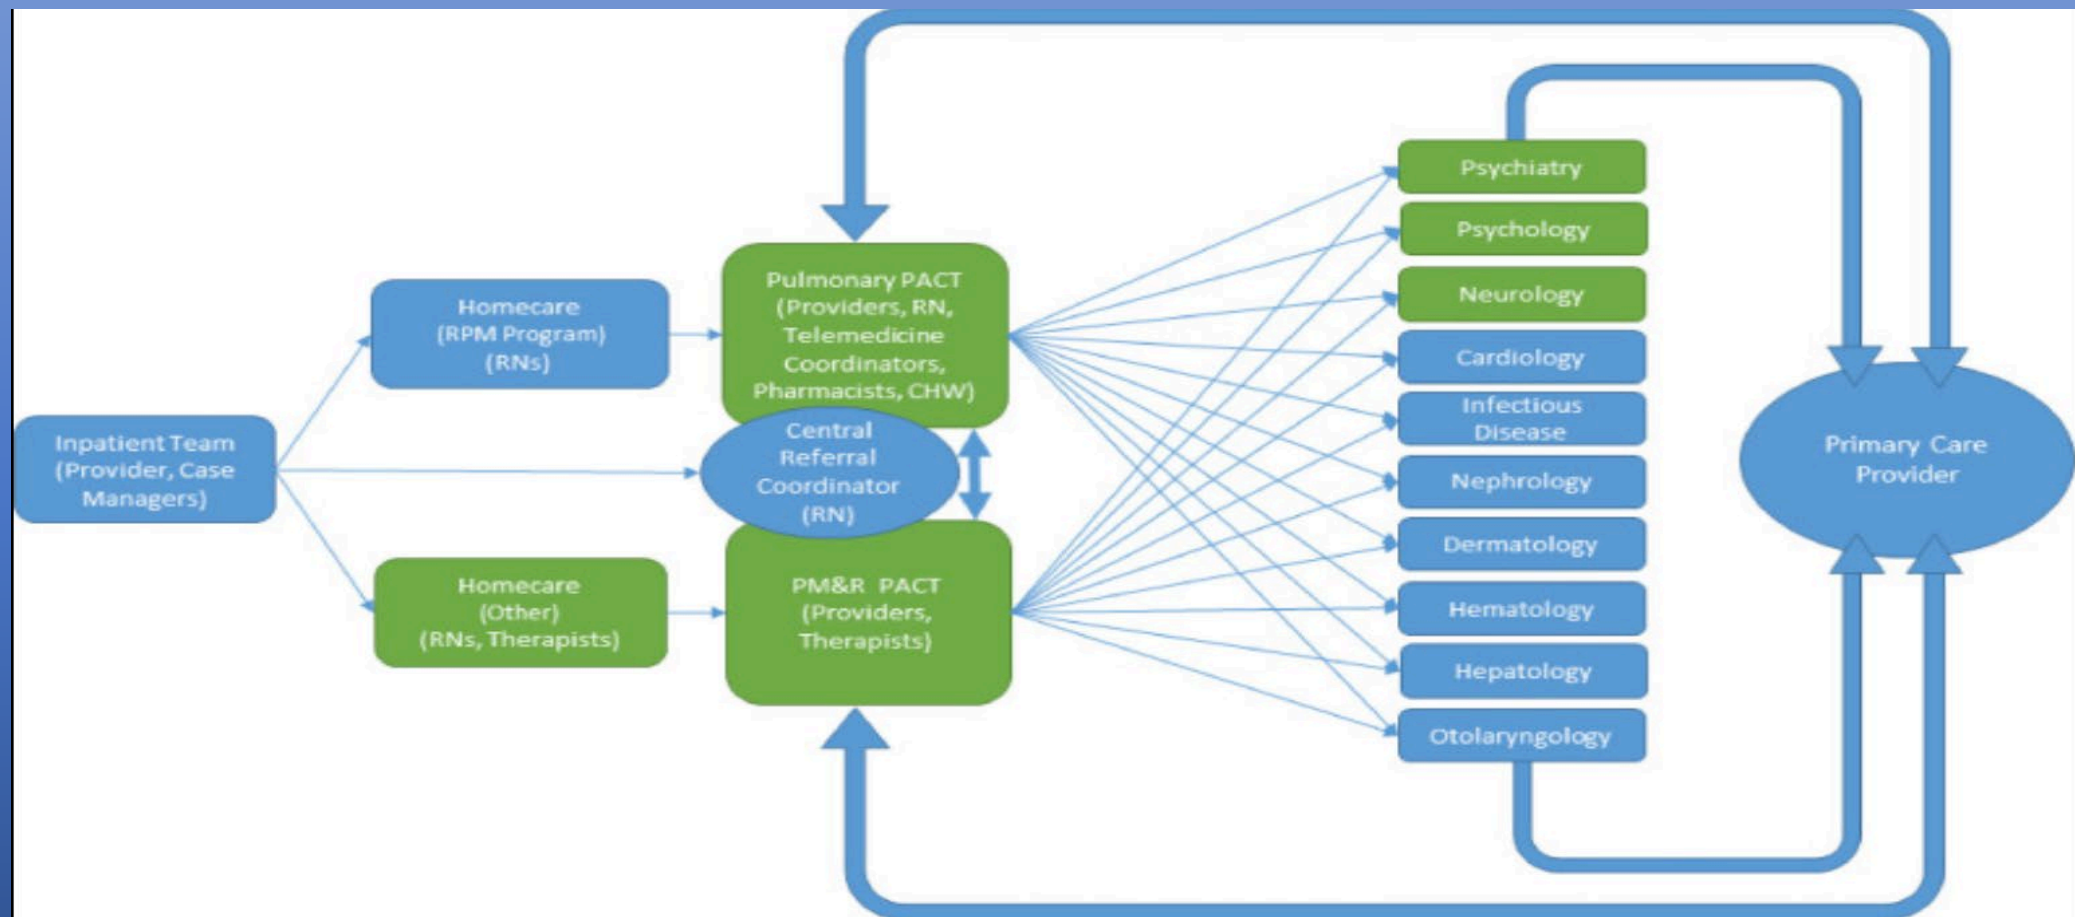 Inpatient Team
(Provider, Case
Managers)
Homecare
(RPM Program)
(RNs)
Homecare
(Other)
(RNs, Therapists)
Pulmonary PACT
(Providers, RN,
Telemedicine
Coordinators,
Pharmacists, CHW)
Central
Referral
Coordinator
(RN)
PM&R PACT
(Providers,
Therapists)
Psychiatry
Psychology
Neurology
Cardiology
Infectious
Disease
Nephrology
Dermatology
Hematology
Hepatology
Otolaryngology
Primary Care
Provider